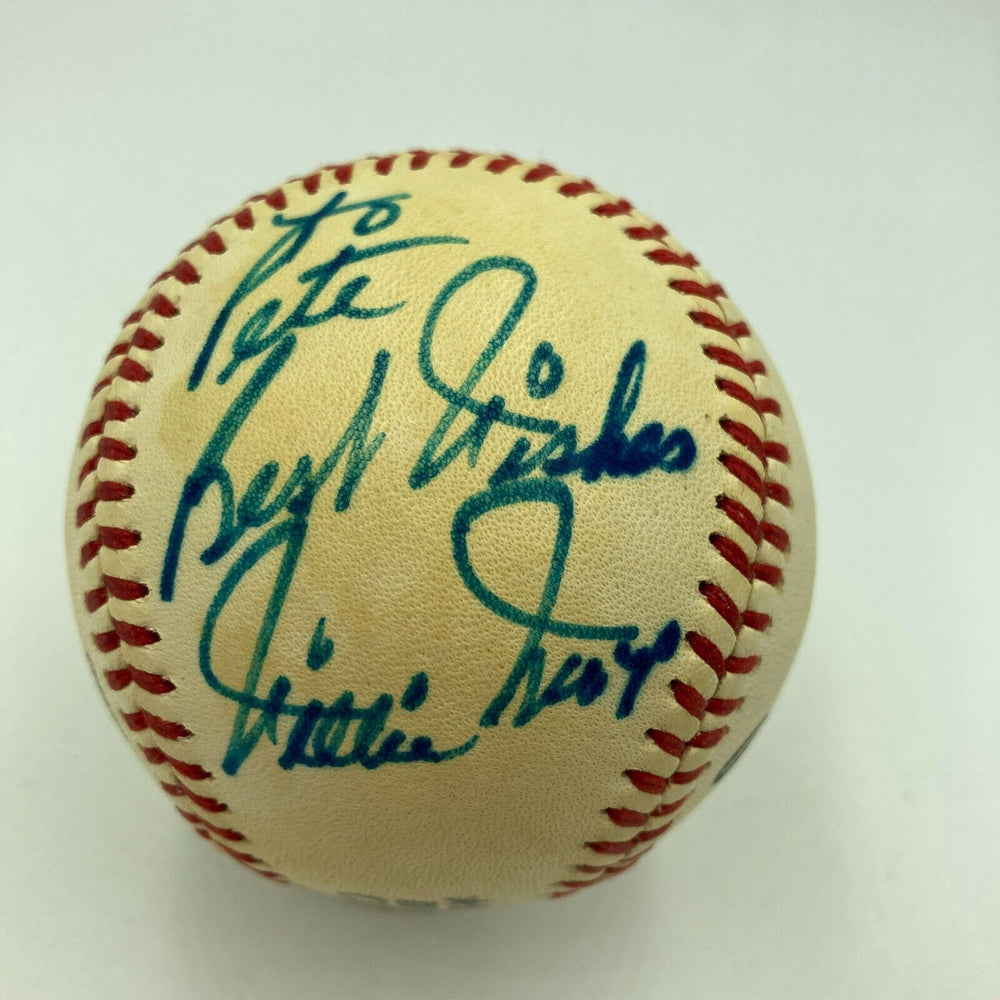 to
Pete
Best Wishes
Willie Mays